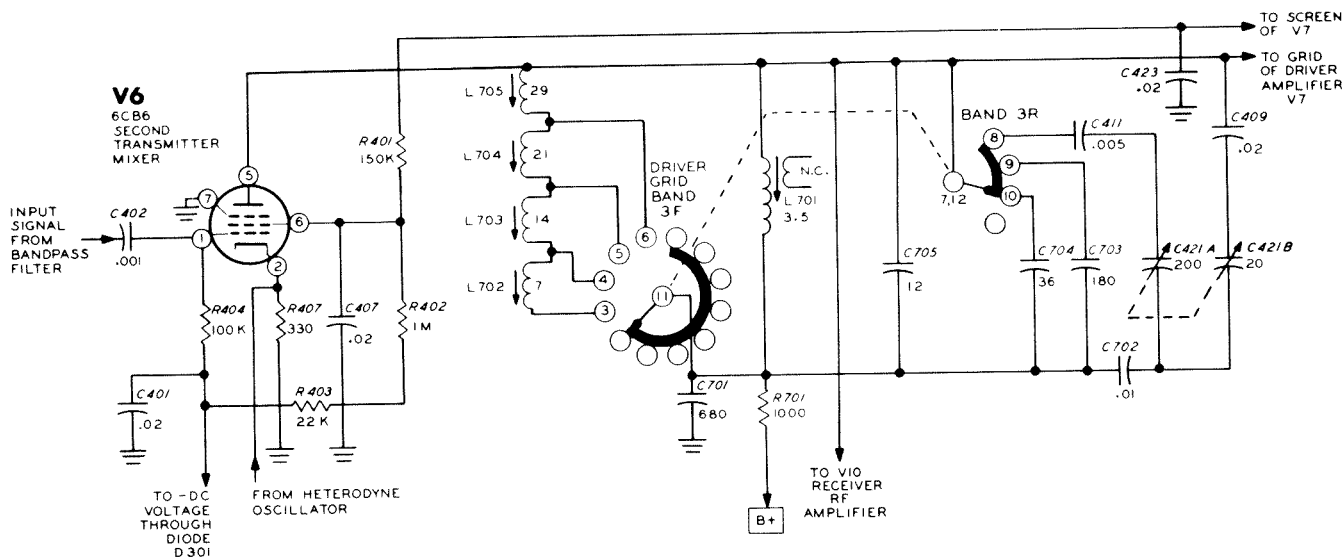 TO SCREEN
OF V7
TO GRID
OF DRIVER
AMPLIFIER
V7
V6
6CB6
SECOND
TRANSMITTER
MIXER
INPUT
SIGNAL
FROM
BANDPASS
FILTER
C402
.001
5
7
6
1
2
R401
150K
R404
100K
R407
330
C407
.02
R402
1M
C401
.02
R403
22K
TO -DC
VOLTAGE
THROUGH
DIODE
D301
FROM HETERODYNE
OSCILLATOR
L705
29
L704
21
L703
14
L702
7
DRIVER
GRID
BAND
3F
6
5
4
3
11
N.C.
L701
3.5
C701
680
R701
1000
B+
TO V10
RECEIVER
RF
AMPLIFIER
C705
12
BAND 3R
8
9
10
7,12
C411
.005
C423
.02
C409
.02
C704
36
C703
180
C421A
200
C421B
20
C702
.01